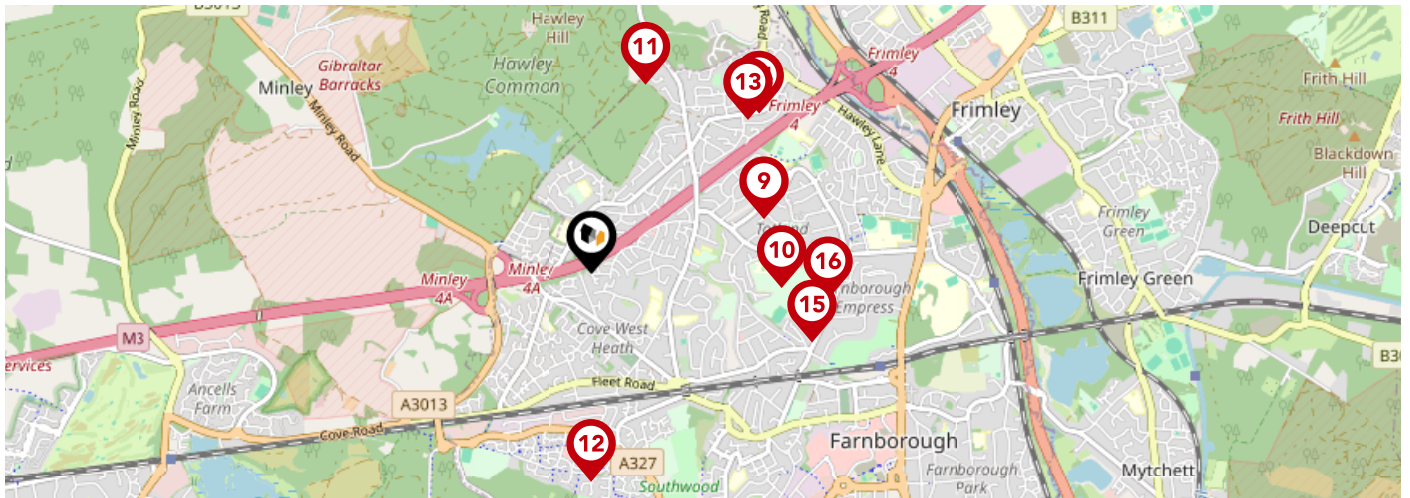 B3013
Hawley
Hill
Road
B311
11
Frimley
4
Gibraltar
Barracks
Hawley
Common
13
Frith Hill
Minley
Minley Road
Minley Road
Frimley
4
Frimley
Frith Hill
Hawley Lane
Blackdown
Hill
9
Frimley
Green
Deepcut
10
16
Minley
4A
Minley
4A
Frimley Green
15
Empress
M3
Cove West
Heath
Ancells
Farm
Fleet Road
A3013
Cove Road
12
A327
Farnborough
Farnborough
Park
Mytchett
Southwood